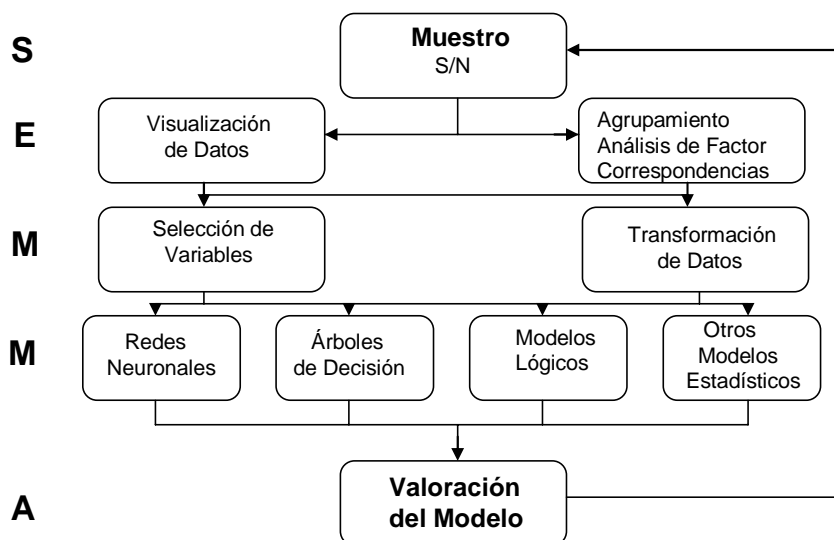 S
Muestro
S/N
E
Visualización
de Datos
Agrupamiento
Análisis de Factor
Correspondencias
M
Selección de
Variables
Transformación
de Datos
M
Redes
Neuronales
Árboles
de Decisión
Modelos
Lógicos
Otros
Modelos
Estadísticos
A
Valoración
del Modelo